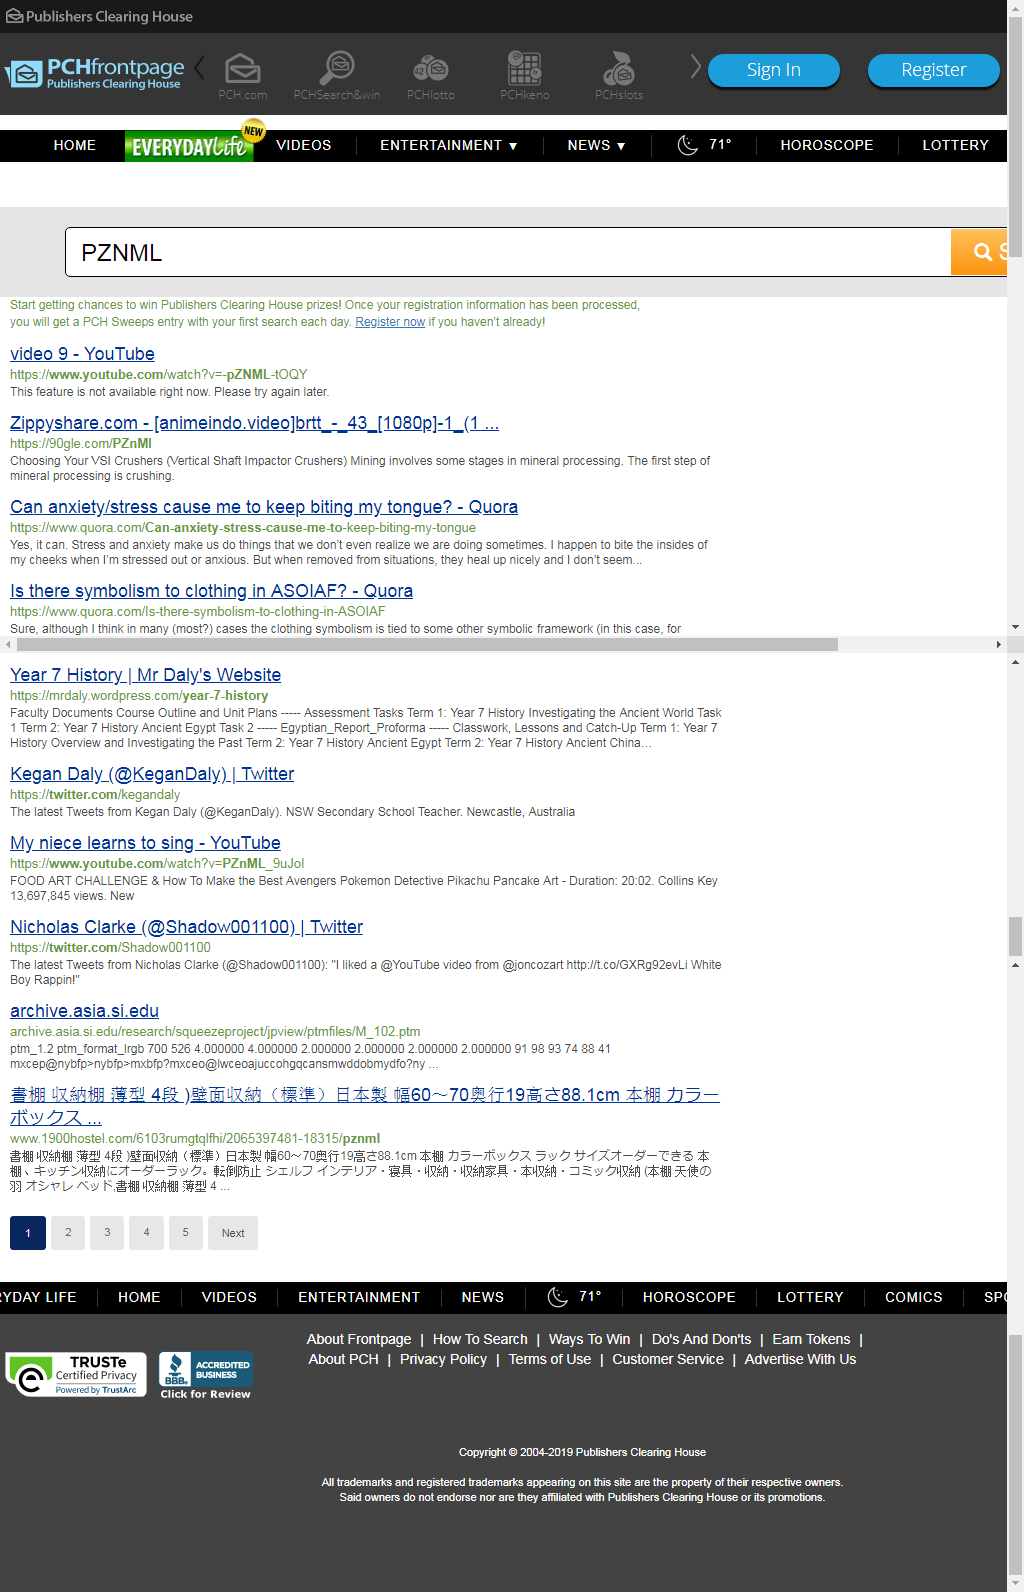 Publishers Clearing House
PCHfrontpage
Publishers Clearing House
PCH.com
PCHSearch&win
PCHlotto
PCHkeno
PCHslots
Sign In
Register
HOME
EVERYDAY Life
NEW
VIDEOS
ENTERTAINMENT ▼
NEWS ▼
71°
HOROSCOPE
LOTTERY
PZNML
S
Start getting chances to win Publishers Clearing House prizes! Once your registration information has been processed,
you will get a PCH Sweeps entry with your first search each day. Register now if you haven't already!
video 9 - YouTube
https://www.youtube.com/watch?v=-pZNML-tOQY
This feature is not available right now. Please try again later.
Zippyshare.com - [animeindo.video]brtt_-_43_[1080p]-1_(1 ...
https://90gle.com/PZnMl
Choosing Your VSI Crushers (Vertical Shaft Impactor Crushers) Mining involves some stages in mineral processing. The first step of
mineral processing is crushing.
Can anxiety/stress cause me to keep biting my tongue? - Quora
https://www.quora.com/Can-anxiety-stress-cause-me-to-keep-biting-my-tongue
Yes, it can. Stress and anxiety make us do things that we don't even realize we are doing sometimes. I happen to bite the insides of
my cheeks when I'm stressed out or anxious. But when removed from situations, they heal up nicely and I don't seem...
Is there symbolism to clothing in ASOIAF? - Quora
https://www.quora.com/Is-there-symbolism-to-clothing-in-ASOIAF
Sure, although I think in many (most?) cases the clothing symbolism is tied to some other symbolic framework (in this case, for
Year 7 History | Mr Daly's Website
https://mrdaly.wordpress.com/year-7-history
Faculty Documents Course Outline and Unit Plans ----- Assessment Tasks Term 1: Year 7 History Investigating the Ancient World Task
1 Term 2: Year 7 History Ancient Egypt Task 2 ----- Egyptian_Report_Proforma ----- Classwork, Lessons and Catch-Up Term 1: Year 7
History Overview and Investigating the Past Term 2: Year 7 History Ancient Egypt Term 2: Year 7 History Ancient China...
Kegan Daly (@KeganDaly) | Twitter
https://twitter.com/kegandaly
The latest Tweets from Kegan Daly (@KeganDaly). NSW Secondary School Teacher. Newcastle, Australia
My niece learns to sing - YouTube
https://www.youtube.com/watch?v=PZnML_9uJoI
FOOD ART CHALLENGE & How To Make the Best Avengers Pokemon Detective Pikachu Pancake Art - Duration: 20:02. Collins Key
13,697,845 views. New
Nicholas Clarke (@Shadow001100) | Twitter
https://twitter.com/Shadow001100
The latest Tweets from Nicholas Clarke (@Shadow001100): "I liked a @YouTube video from @joncozart http://t.co/GXRg92evLi White
Boy Rappin!"
archive.asia.si.edu
archive.asia.si.edu/research/squeezeproject/jpview/ptmfiles/M_102.ptm
ptm_1.2 ptm_format_lrgb 700 526 4.000000 4.000000 2.000000 2.000000 2.000000 2.000000 91 98 93 74 88 41
mxcep@nybfp>nybfp>mxbfp?mxceo@lwceoajuccohgqcansmwddobmydfo?ny ...
書棚 収納棚 薄型 4段 )壁面収納（標準）日本製 幅60～70奥行19高さ88.1cm 本棚 カラー
ボックス ...
www.1900hostel.com/6103rumgtqlfhi/2065397481-18315/pznml
書棚 収納棚 薄型 4段 )壁面収納（標準）日本製 幅60～70奥行19高さ88.1cm 本棚 カラーボックス ラック サイズオーダーできる 本
棚、キッチン収納にオーダーラック。転倒防止 シェルフ インテリア・寝具・収納・収納家具・本収納・コミック収納 (本棚 天使の
羽 オシャレ ベッド,書棚 収納棚 薄型 4 ...
1 2 3 4 5 Next
RYDAY LIFE
HOME
VIDEOS
ENTERTAINMENT
NEWS
71°
HOROSCOPE
LOTTERY
COMICS
SPO
About Frontpage | How To Search | Ways To Win | Do's And Don'ts | Earn Tokens |
About PCH | Privacy Policy | Terms of Use | Customer Service | Advertise With Us
TRUSTe
Certified Privacy
Powered by TrustArc
BBB.
ACCREDITED
BUSINESS
Click for Review
Copyright © 2004-2019 Publishers Clearing House
All trademarks and registered trademarks appearing on this site are the property of their respective owners.
Said owners do not endorse nor are they affiliated with Publishers Clearing House or its promotions.